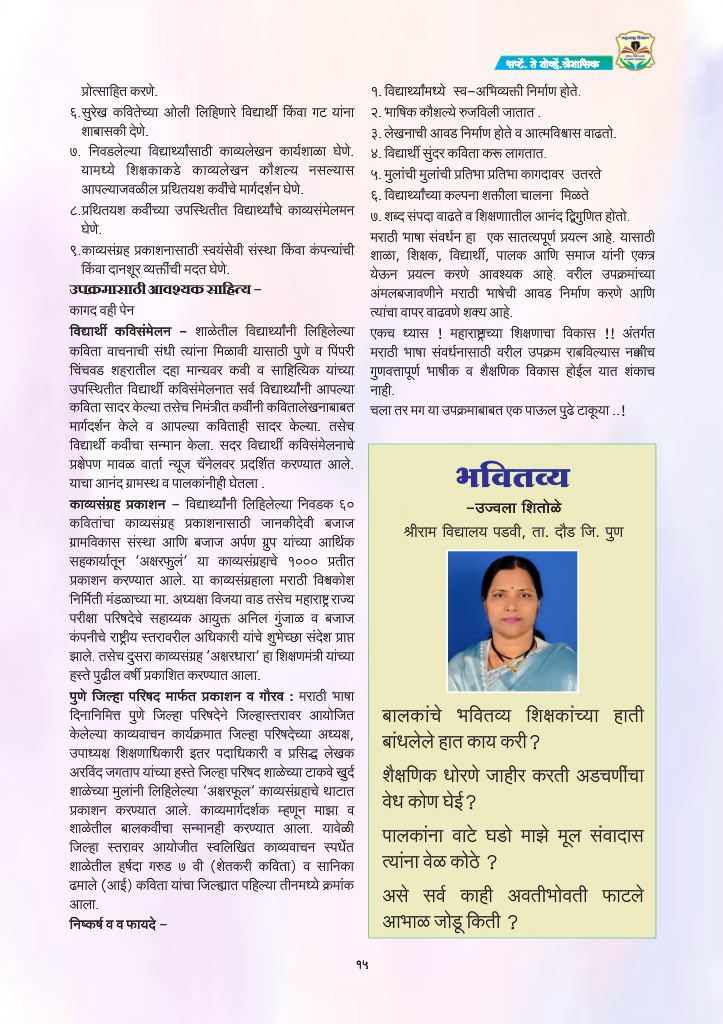 सप्टें. ते नोव्हें.त्रैमासिक
प्रोत्साहित करणे.
६.सुरेख कवितेच्या ओली लिहिणारे विद्यार्थी किंवा गट यांना
शाबासकी देणे.
७. निवडलेल्या विद्यार्थ्यांसाठी काव्यलेखन कार्यशाळा घेणे.
यामध्ये शिक्षकाकडे काव्यलेखन कौशल्य नसल्यास
आपल्याजवळील प्रथितयश कवींचे मार्गदर्शन घेणे.
८.प्रथितयश कवींच्या उपस्थितीत विद्यार्थ्यांचे काव्यसंमेलमन
घेणे.
९.काव्यसंग्रह प्रकाशनासाठी स्वयंसेवी संस्था किंवा कंपन्यांची
किंवा दानशूर व्यक्तींची मदत घेणे.
उपक्रमासाठी आवश्यक साहित्य –
कागद वही पेन
विद्यार्थी कविसंमेलन – शाळेतील विद्यार्थ्यांनी लिहिलेल्या
कविता वाचनाची संधी त्यांना मिळावी यासाठी पुणे व पिंपरी
चिंचवड शहरातील दहा मान्यवर कवी व साहित्यिक यांच्या
उपस्थितीत विद्यार्थी कविसंमेलनात सर्व विद्यार्थ्यांनी आपल्या
कविता सादर केल्या तसेच निमंत्रीत कवींनी कवितालेखनाबाबत
मार्गदर्शन केले व आपल्या कविताही सादर केल्या. तसेच
विद्यार्थी कवीचा सन्मान केला. सदर विद्यार्थी कविसंमेलनाचे
प्रक्षेपण मावळ वार्ता न्यूज चॅनेलवर प्रदर्शित करण्यात आले.
याचा आनंद ग्रामस्थ व पालकांनीही घेतला .
काव्यसंग्रह प्रकाशन – विद्यार्थ्यांनी लिहिलेल्या निवडक ६०
कवितांचा काव्यसंग्रह प्रकाशनासाठी जानकीदेवी बजाज
ग्रामविकास संस्था आणि बजाज अर्पण ग्रुप यांच्या आर्थिक
सहकार्यातून ‘अक्षरफुलं’ या काव्यसंग्रहाचे १००० प्रतीत
प्रकाशन करण्यात आले. या काव्यसंग्रहाला मराठी विश्वकोश
निर्मिती मंडळाच्या मा. अध्यक्षा विजया वाड तसेच महाराष्ट्र राज्य
परीक्षा परिषदेचे सहाय्यक आयुक्त अनिल गुंजाळ व बजाज
कंपनीचे राष्ट्रीय स्तरावरील अधिकारी यांचे शुभेच्छा संदेश प्राप्त
झाले. तसेच दुसरा काव्यसंग्रह ‘अक्षरधारा’ हा शिक्षणमंत्री यांच्या
हस्ते पुढील वर्षी प्रकाशित करण्यात आला.
पुणे जिल्हा परिषद मार्फत प्रकाशन व गौरव : मराठी भाषा
दिनानिमित्त पुणे जिल्हा परिषदेने जिल्हास्तरावर आयोजित
केलेल्या काव्यवाचन कार्यक्रमात जिल्हा परिषदेच्या अध्यक्ष,
उपाध्यक्ष शिक्षणाधिकारी इतर पदाधिकारी व प्रसिद्ध लेखक
अरविंद जगताप यांच्या हस्ते जिल्हा परिषद शाळेच्या टाकवे खुर्द
शाळेच्या मुलांनी लिहिलेल्या ‘अक्षरफूल’ काव्यसंग्रहाचे थाटात
प्रकाशन करण्यात आले. काव्यमार्गदर्शक म्हणून माझा व
शाळेतील बालकवींचा सन्मानही करण्यात आला. यावेळी
जिल्हा स्तरावर आयोजीत स्वलिखित काव्यवाचन स्पर्धेत
शाळेतील हर्षदा गरुड ७ वी (शेतकरी कविता) व सानिका
ढमाले (आई) कविता यांचा जिल्ह्यात पहिल्या तीनमध्ये क्रमांक
आला.
निष्कर्ष व व फायदे –
१. विद्यार्थ्यांमध्ये स्व–अभिव्यक्ती निर्माण होते.
२. भाषिक कौशल्ये रुजविली जातात .
३. लेखनाची आवड निर्माण होते व आत्मविश्वास वाढतो.
४. विद्यार्थी सुंदर कविता करू लागतात.
५. मुलांची मुलांची प्रतिभा प्रतिभा कागदावर उतरते
६. विद्यार्थ्यांच्या कल्पना शक्तीला चालना मिळते
७. शब्द संपदा वाढते व शिक्षणाातील आनंद द्विगुणित होतो.
मराठी भाषा संवर्धन हा एक सातत्यपूर्ण प्रयत्न आहे. यासाठी
शाळा, शिक्षक, विद्यार्थी, पालक आणि समाज यांनी एकत्र
येऊन प्रयत्न करणे आवश्यक आहे. वरील उपक्रमांच्या
अंमलबजावणीने मराठी भाषेची आवड निर्माण करणे आणि
त्यांचा वापर वाढवणे शक्य आहे.
एकच ध्यास ! महाराष्ट्राच्या शिक्षणाचा विकास !! अंतर्गत
मराठी भाषा संवर्धनासाठी वरील उपक्रम राबविल्यास नक्कीच
गुणवत्तापूर्ण भाषीक व शैक्षणिक विकास होईल यात शंकाच
नाही.
चला तर मग या उपक्रमाबाबत एक पाऊल पुढे टाकूया ..!
भवितव्य
–उज्वला शितोळे
श्रीराम विद्यालय पडवी, ता. दौड जि. पुण
बालकांचे भवितव्य शिक्षकांच्या हाती
बांधलेले हात काय करी ?
शैक्षणिक धोरणे जाहीर करती अडचणींचा
वेध कोण घेई ?
पालकांना वाटे घडो माझे मूल संवादास
त्यांना वेळ कोठे ?
असे सर्व काही अवतीभोवती फाटले
आभाळ जोडू किती ?
१५